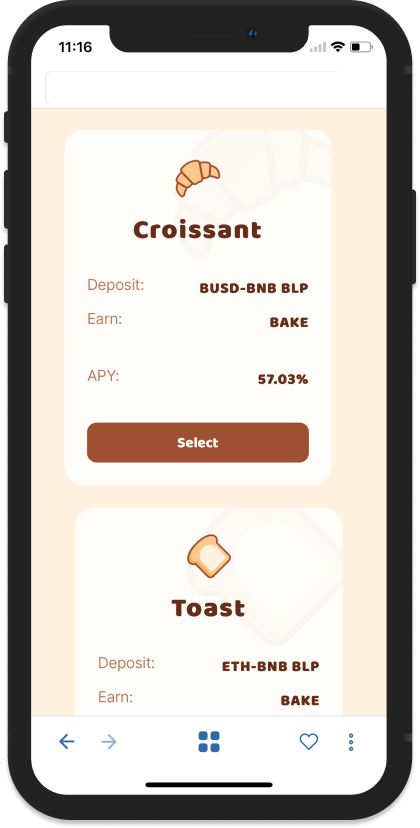 11:16
Croissant
Deposit: BUSD-BNB BLP
Earn: BAKE
APY: 57.03%
Select
Toast
Deposit: ETH-BNB BLP
Earn: BAKE